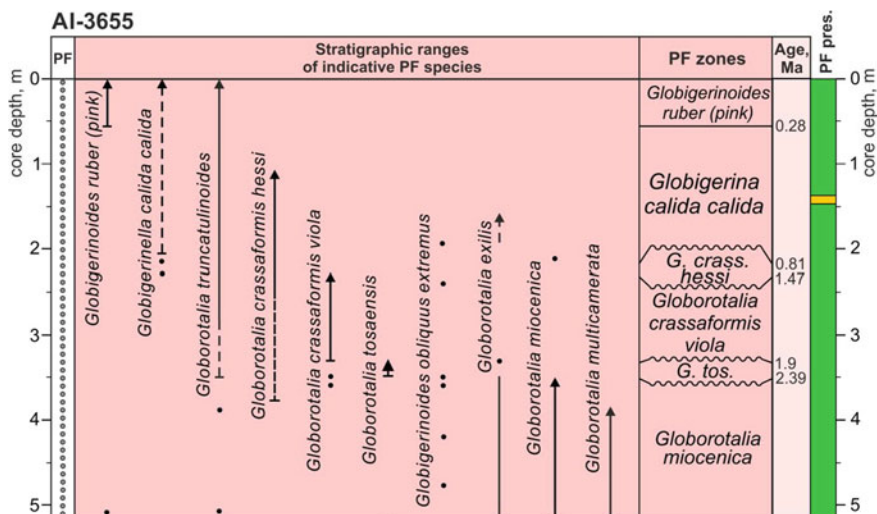 AI-3655
PF
Stratigraphic ranges
of indicative PF species
PF zones
Age,
Ma
PF pres.
core depth, m
0
1
2
3
4
5
Globigerinoides ruber (pink)
Globigerinella calida calida
Globorotalia truncatulinoides
Globorotalia crassaformis hessi
Globorotalia crassaformis viola
Globorotalia tosaensis
Globigerinoides obliquus extremus
Globorotalia exilis
Globorotalia miocenica
Globorotalia multicamerata
Globigerinoides
ruber (pink)
Globigerina
calida calida
G. crass.
hessi
Globorotalia
crassaformis
viola
G. tos.
Globorotalia
miocenica
0.28
0.81
1.47
1.9
2.39
0
1
2
3
4
5
core depth, m